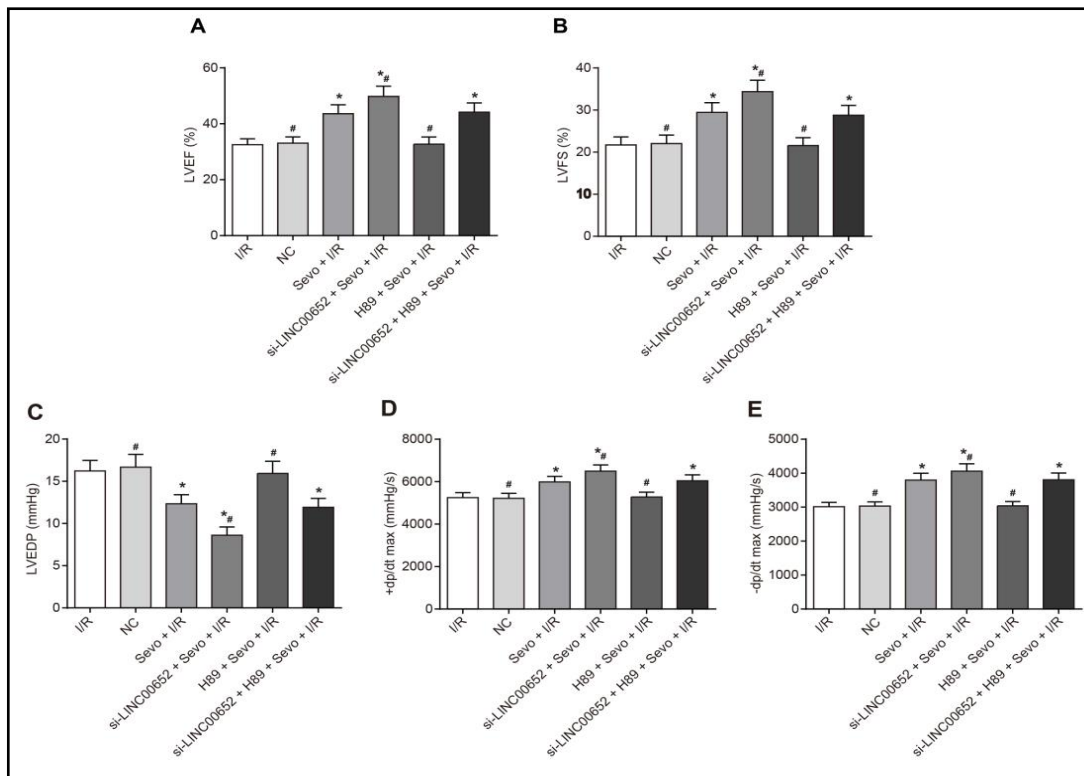 A
LVEF (%)
60
40
20
0
*
*
*
#
#
#
I/R
NC
Sevo + I/R
si-LINC00652 + Sevo + I/R
H89 + Sevo + I/R
si-LINC00652 + H89 + Sevo + I/R
B
LVFS (%)
40
30
20
10
0
#
*
*#
#
*
I/R
NC
Sevo + I/R
si-LINC00652 + Sevo + I/R
H89 + Sevo + I/R
si-LINC00652 + H89 + Sevo + I/R
C
LVEDP (mmHg)
20
15
10
5
0
#
*
*#
#
*
I/R
NC
Sevo + I/R
si-LINC00652 + Sevo + I/R
H89 + Sevo + I/R
si-LINC00652 + H89 + Sevo + I/R
D
+dp/dt max (mmHg/s)
8000
6000
4000
2000
0
#
*
*#
#
*
I/R
NC
Sevo + I/R
si-LINC00652 + Sevo + I/R
H89 + Sevo + I/R
si-LINC00652 + H89 + Sevo + I/R
E
-dp/dt max (mmHg/s)
5000
4000
3000
2000
1000
0
#
*
*#
#
*
I/R
NC
Sevo + I/R
si-LINC00652 + Sevo + I/R
H89 + Sevo + I/R
si-LINC00652 + H89 + Sevo + I/R